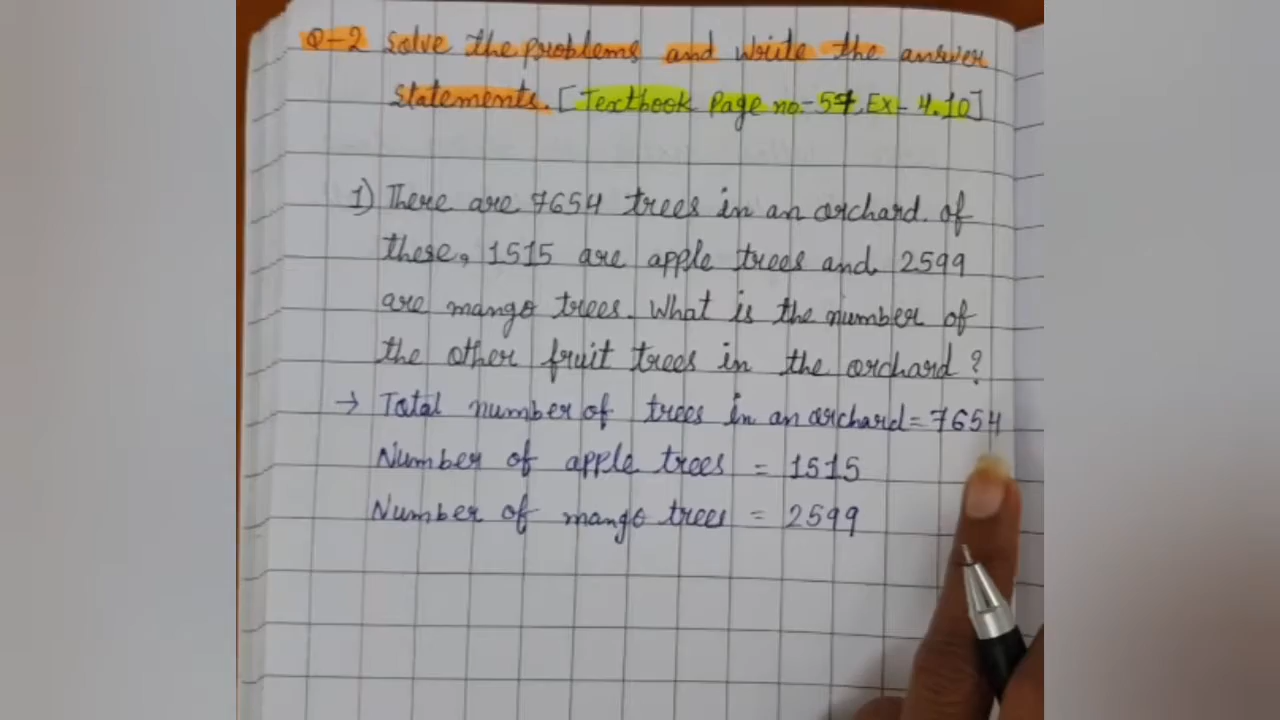 Q-2 Solve the problems and write the answer
statements. [Textbook Page no.-57, Ex- 4.10]
1) There are 7654 trees in an orchard. Of
these, 1515 are apple trees and 2599
are mango trees. What is the number of
the other fruit trees in the orchard?
→ Total number of trees in an orchard = 7654
Number of apple trees = 1515
Number of mango trees = 2599